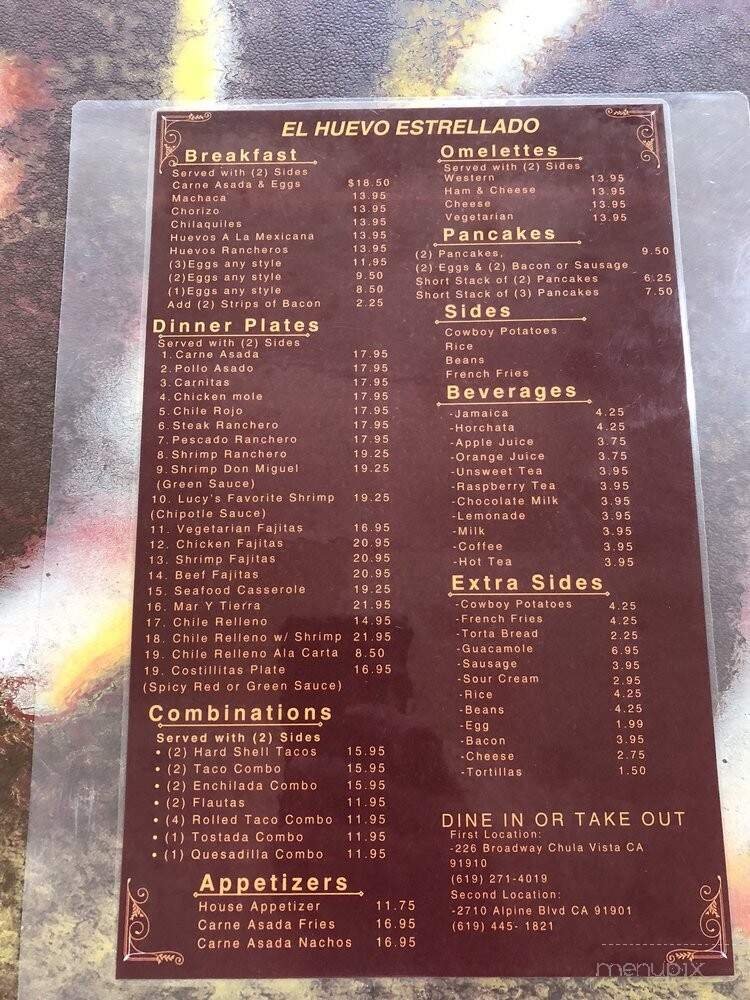 EL HUEVO ESTRELLADO
Breakfast
Served with (2) Sides
Carne Asada & Eggs $18.50
Machaca 13.95
Chorizo 13.95
Chilaquiles 13.95
Huevos A La Mexicana 13.95
Huevos Rancheros 13.95
(3)Eggs any style 11.95
(2)Eggs any style 9.50
(1)Eggs any style 8.50
Add (2) Strips of Bacon 2.25
Dinner Plates
Served with (2) Sides
1. Carne Asada 17.95
2. Pollo Asado 17.95
3. Carnitas 17.95
4. Chicken mole 17.95
5. Chile Rojo 17.95
6. Steak Ranchero 17.95
7. Pescado Ranchero 17.95
8. Shrimp Ranchero 19.25
9. Shrimp Don Miguel 19.25
(Green Sauce)
10. Lucy's Favorite Shrimp 19.25
(Chipotle Sauce)
11. Vegetarian Fajitas 16.95
12. Chicken Fajitas 20.95
13. Shrimp Fajitas 20.95
14. Beef Fajitas 20.95
15. Seafood Casserole 19.25
16. Mar Y Tierra 21.95
17. Chile Relleno 14.95
18. Chile Relleno w/ Shrimp 21.95
19. Chile Relleno Ala Carta 8.50
19. Costillitas Plate 16.95
(Spicy Red or Green Sauce)
Combinations
Served with (2) Sides
• (2) Hard Shell Tacos 15.95
• (2) Taco Combo 15.95
• (2) Enchilada Combo 15.95
• (2) Flautas 11.95
• (4) Rolled Taco Combo 11.95
• (1) Tostada Combo 11.95
• (1) Quesadilla Combo 11.95
Appetizers
House Appetizer 11.75
Carne Asada Fries 16.95
Carne Asada Nachos 16.95
Omelettes
Served with (2) Sides
Western 13.95
Ham & Cheese 13.95
Cheese 13.95
Vegetarian 13.95
Pancakes
(2) Pancakes, 9.50
(2) Eggs & (2) Bacon or Sausage
Short Stack of (2) Pancakes 6.25
Short Stack of (3) Pancakes 7.50
Sides
Cowboy Potatoes
Rice
Beans
French Fries
Beverages
-Jamaica 4.25
-Horchata 4.25
-Apple Juice 3.75
-Orange Juice 3.75
-Unsweet Tea 3.95
-Raspberry Tea 3.95
-Chocolate Milk 3.95
-Lemonade 3.95
-Milk 3.95
-Coffee 3.95
-Hot Tea 3.95
Extra Sides
-Cowboy Potatoes 4.25
-French Fries 4.25
-Torta Bread 2.25
-Guacamole 6.95
-Sausage 3.95
-Sour Cream 2.95
-Rice 4.25
-Beans 4.25
-Egg 1.99
-Bacon 3.95
-Cheese 2.75
-Tortillas 1.50
DINE IN OR TAKE OUT
First Location:
-226 Broadway Chula Vista CA
91910
(619) 271-4019
Second Location:
-2710 Alpine Blvd CA 91901
(619) 445- 1821
menupix